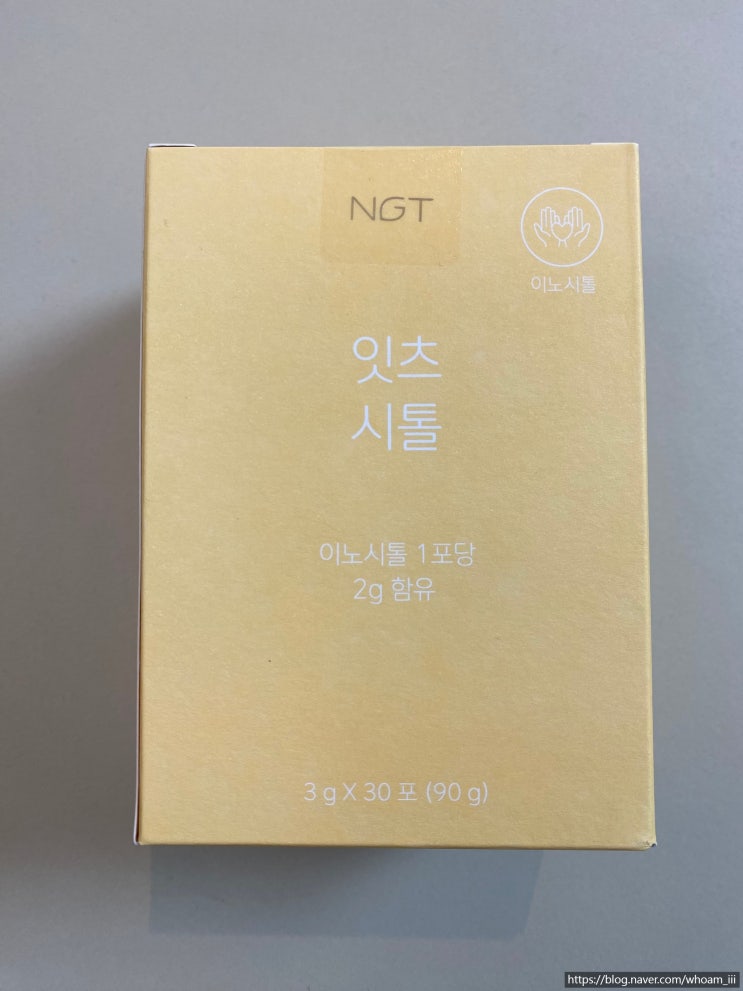 NGT
이노시톨
잇츠
시톨
이노시톨 1포당
2g 함유
3 g X 30 포 (90 g)
https://blog.naver.com/whoam_iii